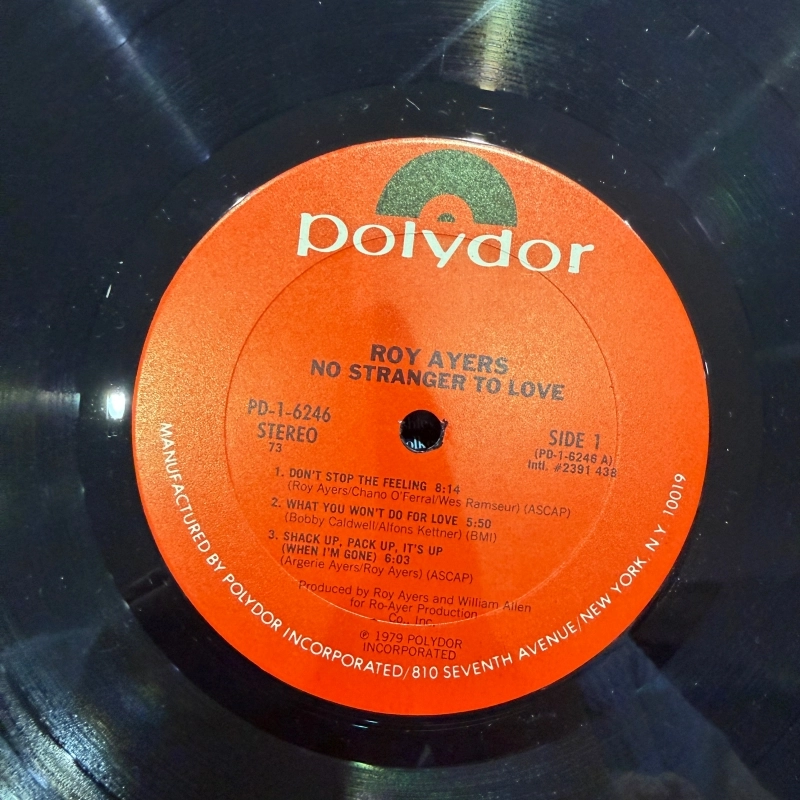 polydor
ROY AYERS
NO STRANGER TO LOVE
PD-1-6246
STEREO
73
SIDE 1
(PD-1-6246 A)
Intl. #2391 438
1. DON'T STOP THE FEELING 8:14
(Roy Ayers/Chano O'Ferral/Wes Ramseur) (ASCAP)
2. WHAT YOU WON'T DO FOR LOVE 5:50
(Bobby Caldwell/Alfons Kettner) (BMI)
3. SHACK UP, PACK UP, IT'S UP
(WHEN I'M GONE) 6:03
(Argerie Ayers/Roy Ayers) (ASCAP)
Produced by Roy Ayers and William Allen
for Ro-Ayer Production
Co., Inc.
℗ 1979 POLYDOR
INCORPORATED
MANUFACTURED BY POLYDOR INCORPORATED/810 SEVENTH AVENUE/NEW YORK, N.Y. 10019